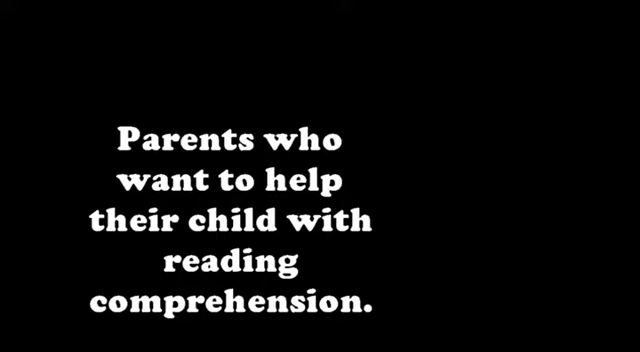 Parents who
want to help
their child with
reading
comprehension.